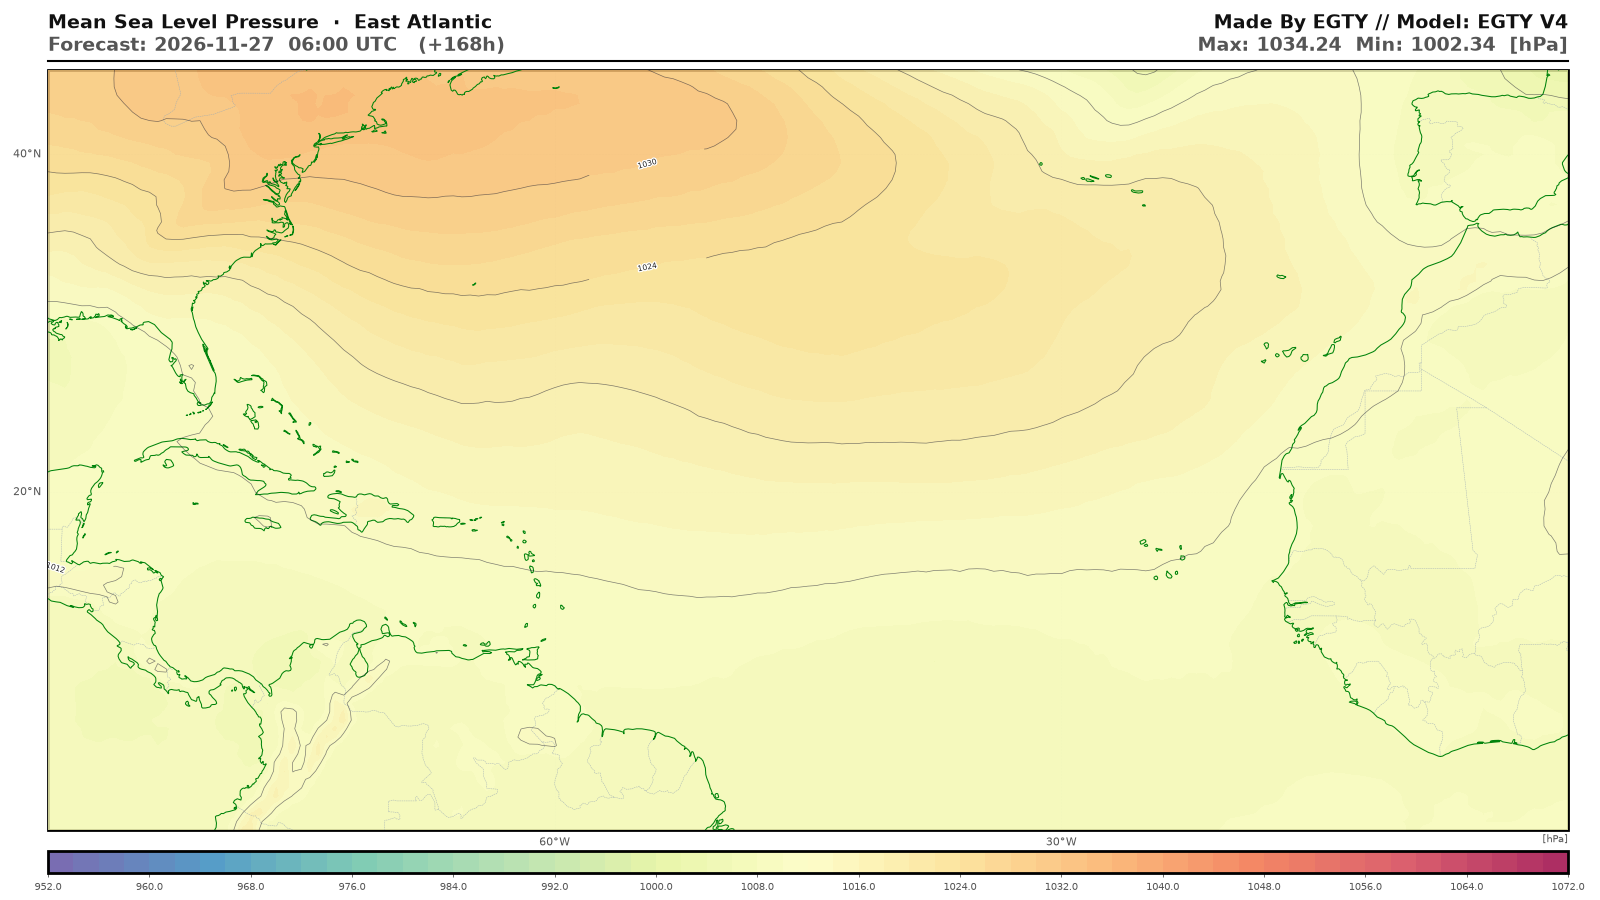 Mean Sea Level Pressure · East Atlantic
Made By EGTY // Model: EGTY V4
Forecast: 2026-11-27 06:00 UTC (+168h)
Max: 1034.24 Min: 1002.34 [hPa]
40°N
1030
1024
20°N
1012
60°W
30°W
[hPa]
952.0 960.0 968.0 976.0 984.0 992.0 1000.0 1008.0 1016.0 1024.0 1032.0 1040.0 1048.0 1056.0 1064.0 1072.0